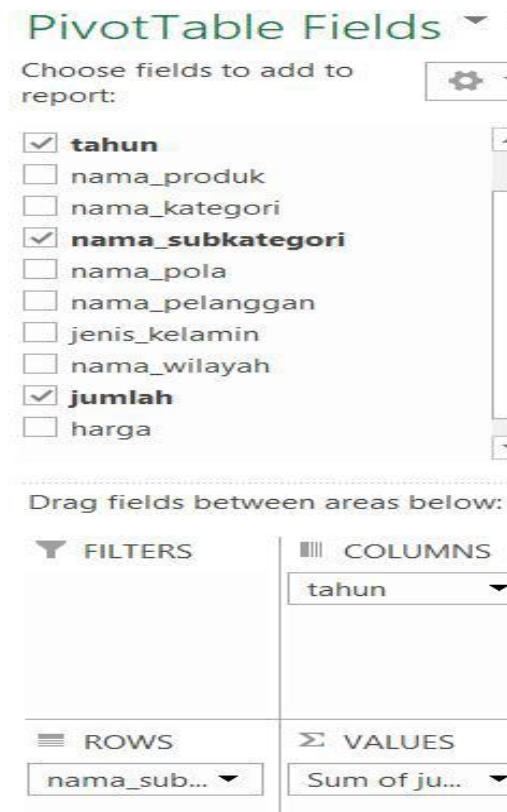 PivotTable Fields
Choose fields to add to
report:
tahun
nama_produk
nama_kategori
nama_subkategori
nama_pola
nama_pelanggan
jenis_kelamin
nama_wilayah
jumlah
harga
Drag fields between areas below:
FILTERS
COLUMNS
tahun
ROWS
nama_sub...
Σ VALUES
Sum of ju...